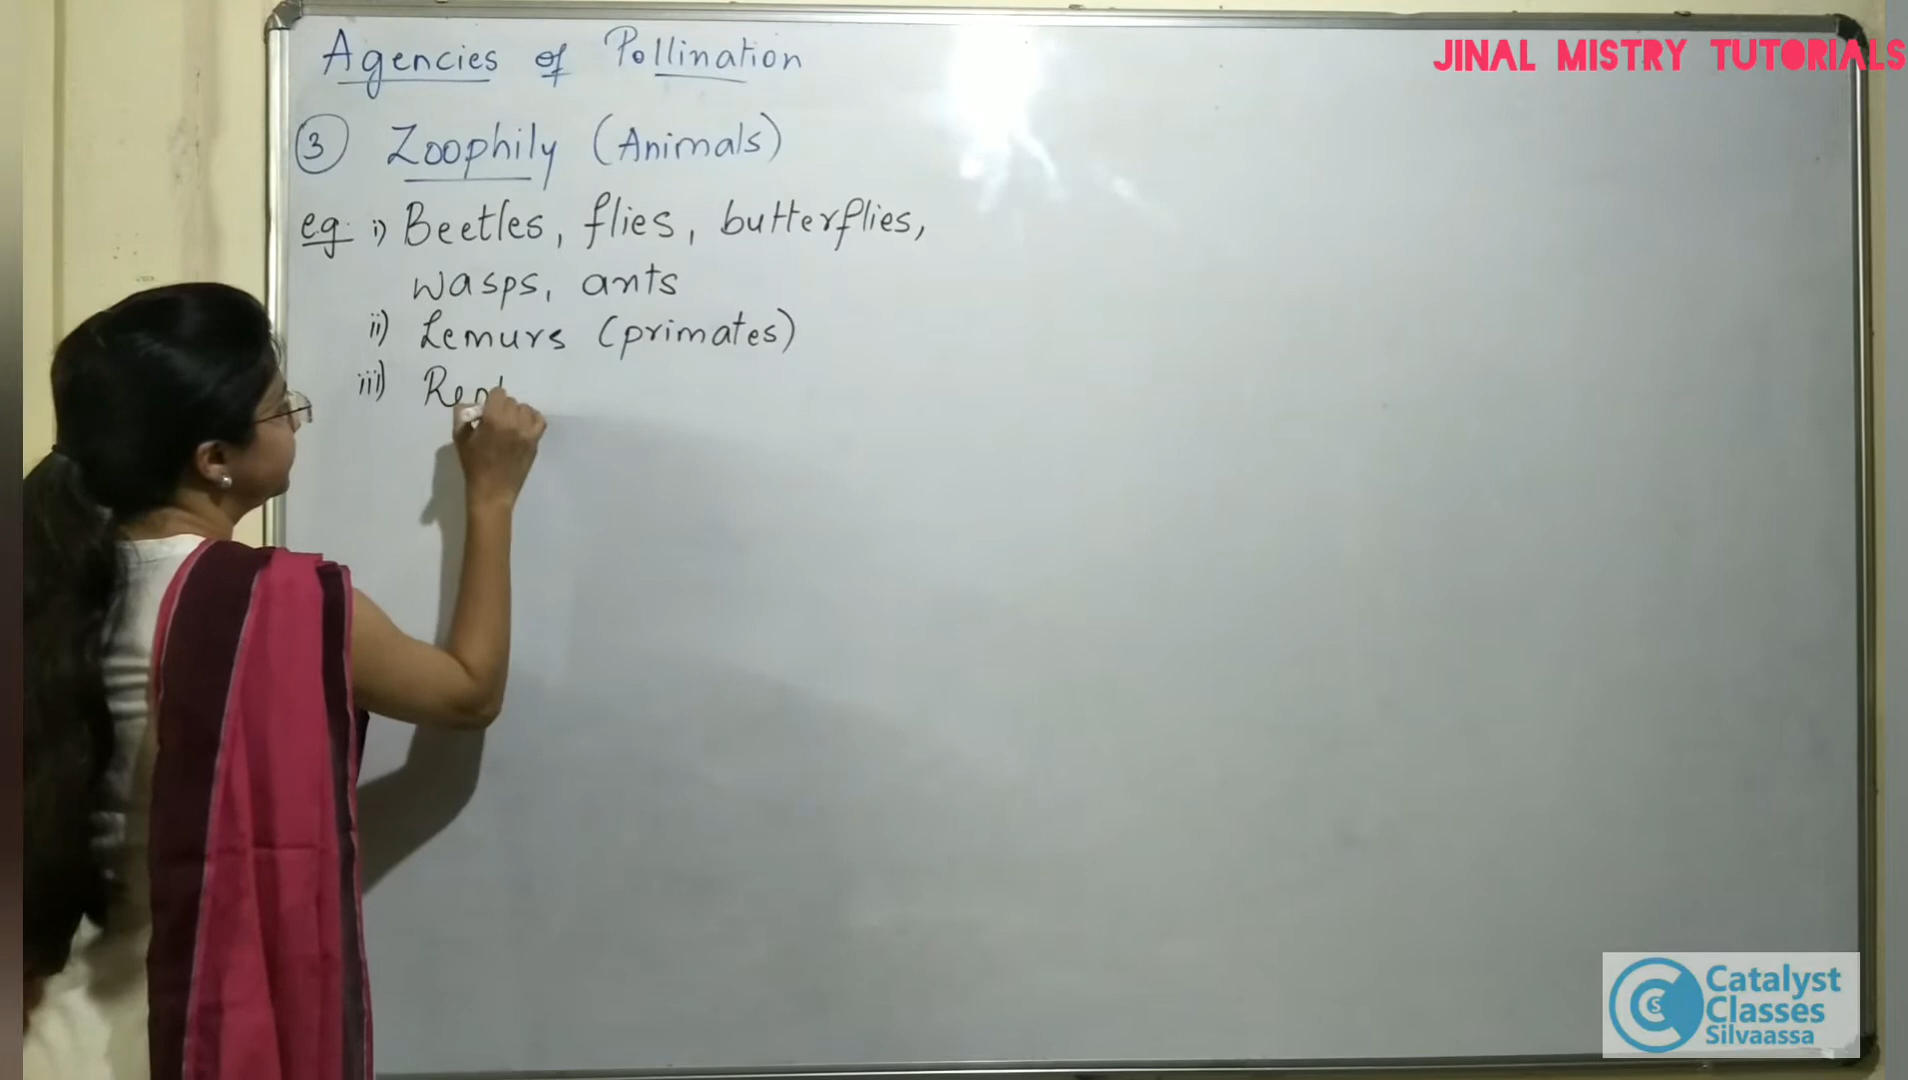 Agencies of Pollination
JINAL MISTRY TUTORIALS
3 Zoophily (Animals)
eg. i) Beetles, flies, butterflies,
wasps, ants
ii) Lemurs (primates)
iii)
Catalyst
Classes
Silvaassa
CS